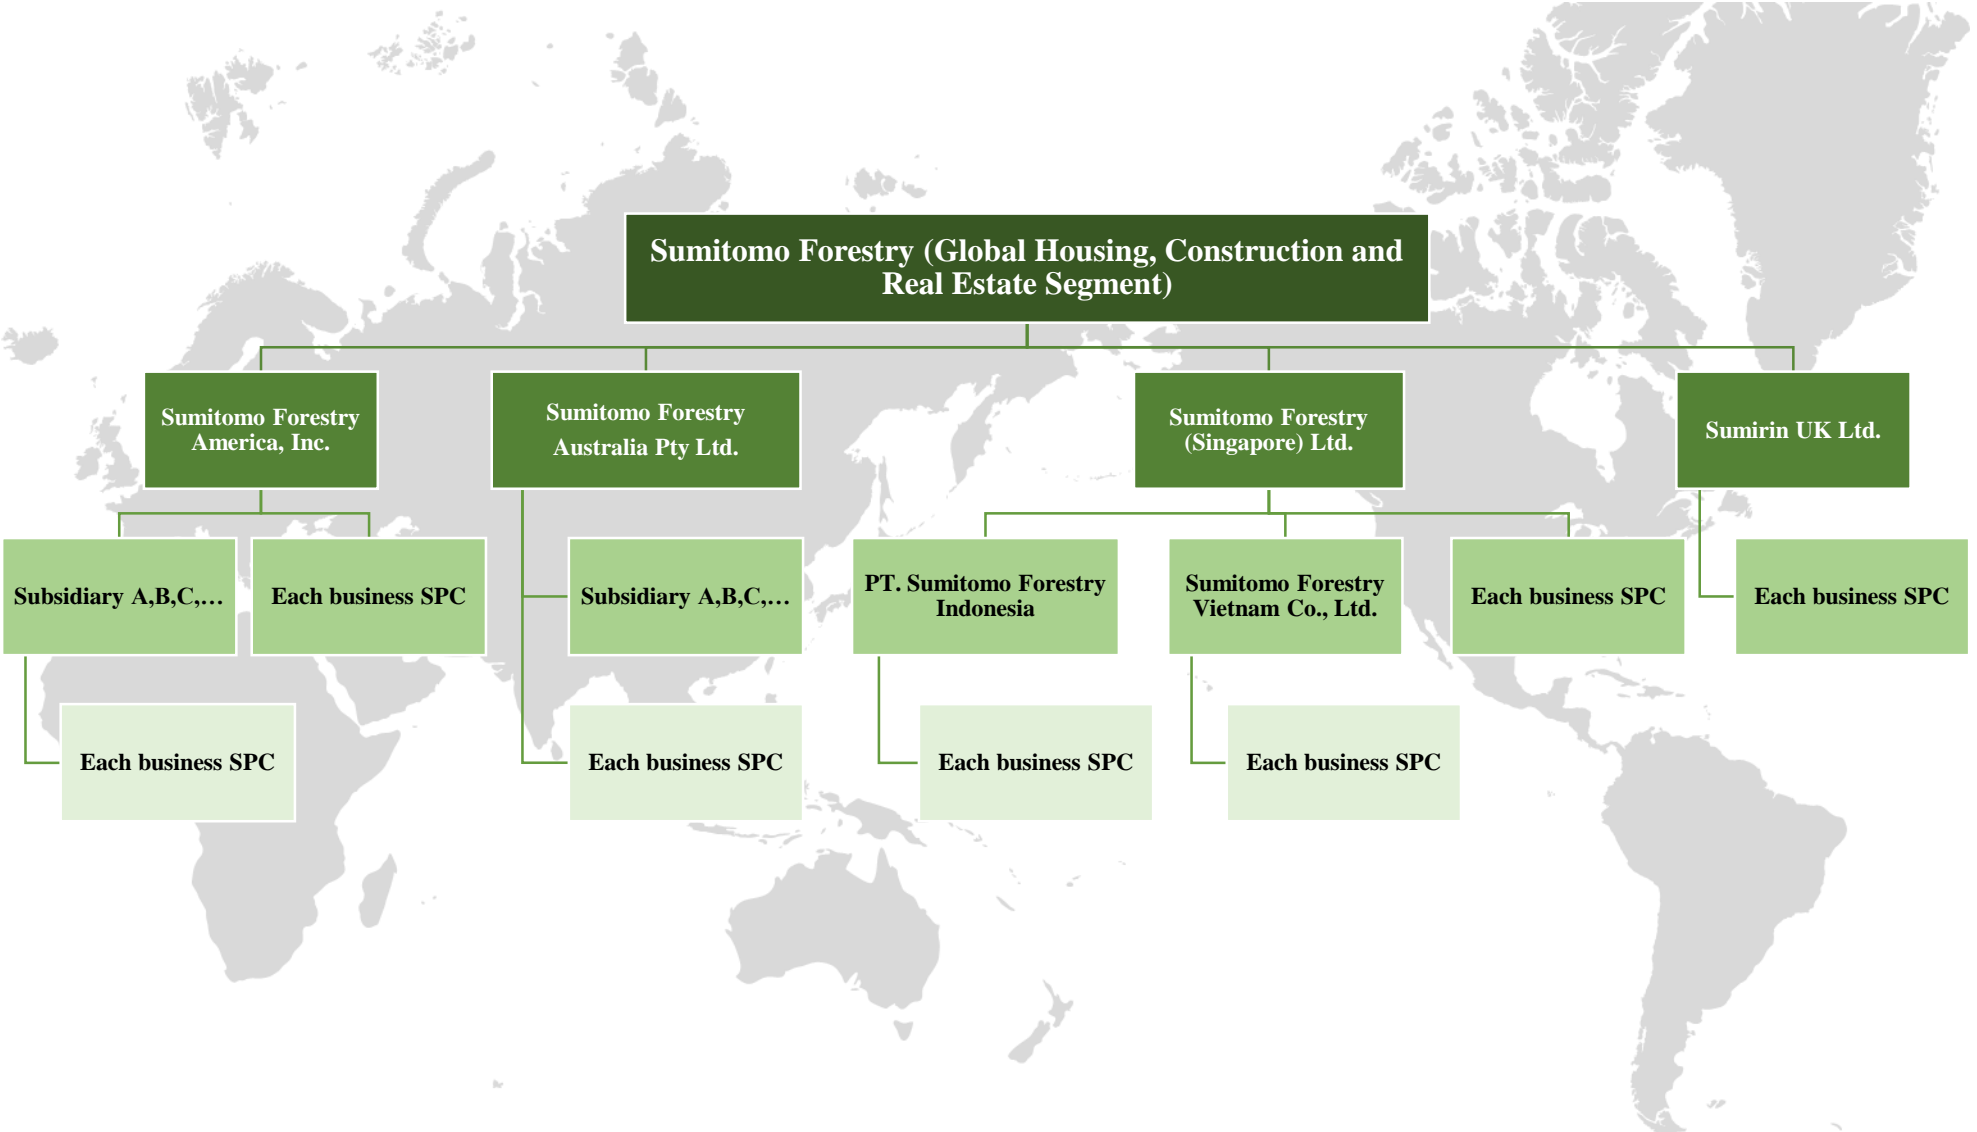 Sumitomo Forestry (Global Housing, Construction and
Real Estate Segment)
Sumitomo Forestry
America, Inc.
Sumitomo Forestry
Australia Pty Ltd.
Sumitomo Forestry
(Singapore) Ltd.
Sumirin UK Ltd.
Subsidiary A,B,C,…
Each business SPC
Subsidiary A,B,C,…
PT. Sumitomo Forestry
Indonesia
Sumitomo Forestry
Vietnam Co., Ltd.
Each business SPC
Each business SPC
Each business SPC
Each business SPC
Each business SPC
Each business SPC